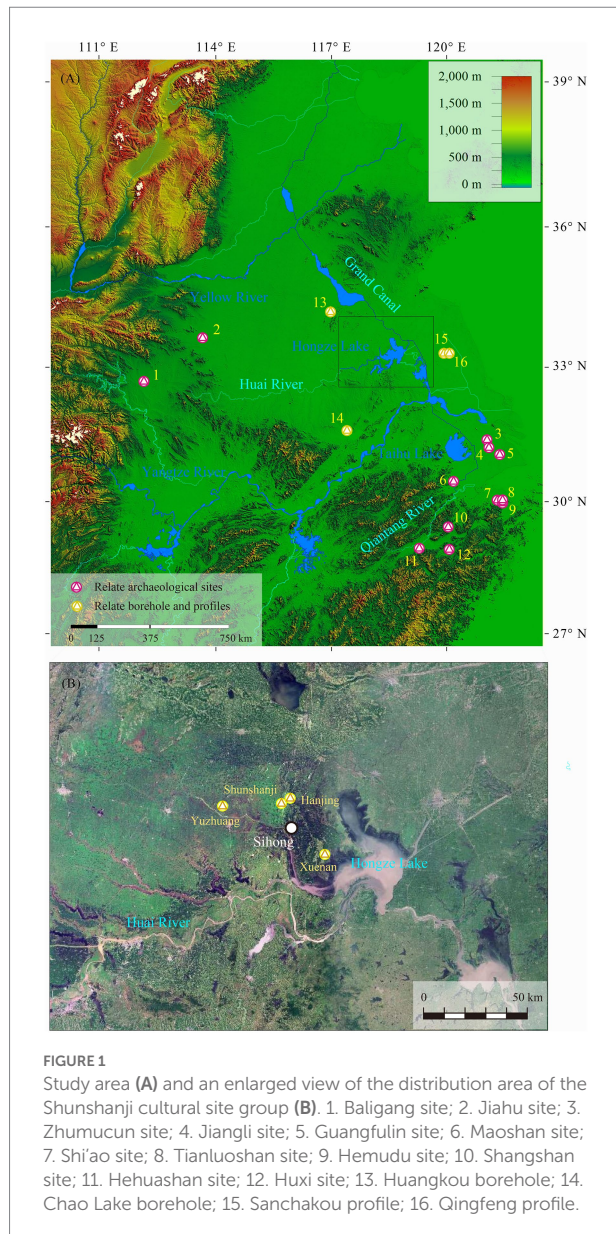 111° E 114° E 117° E 120° E
(A)
2,000 m
1,500 m
1,000 m
500 m
0 m
39° N
36° N
33° N
30° N
27° N
Grand Canal
Yellow River
13
2
15
Hongze Lake
16
1
Huai River
14
3
Taihu Lake
4
5
Yangtze River
6
7
8
9
Qiantang River
10
11
12
Relate archaeological sites
Relate borehole and profiles
0 125 375 750 km
(B)
Shunshanji
Hanjing
Yuzhuang
Sihong
Xuenan
Hongze Lake
Huai River
0 50 km
FIGURE 1
Study area (A) and an enlarged view of the distribution area of the
Shunshanji cultural site group (B). 1. Baligang site; 2. Jiahu site; 3.
Zhumucun site; 4. Jiangli site; 5. Guangfulin site; 6. Maoshan site;
7. Shi’ao site; 8. Tianluoshan site; 9. Hemudu site; 10. Shangshan
site; 11. Hehuashan site; 12. Huxi site; 13. Huangkou borehole; 14.
Chao Lake borehole; 15. Sanchakou profile; 16. Qingfeng profile.